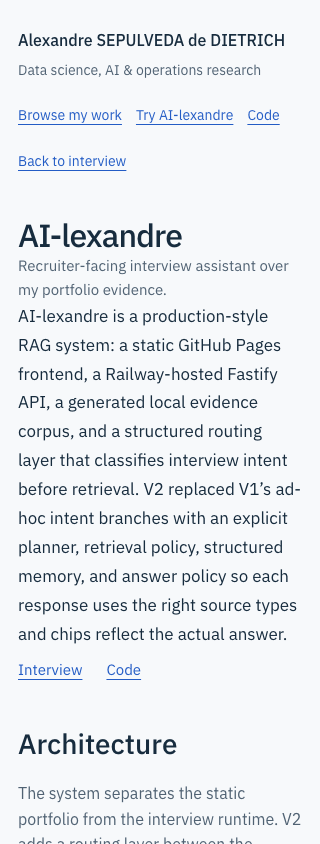 Alexandre SEPULVEDA de DIETRICH
Data science, AI & operations research
Browse my work Try AI-lexandre Code
Back to interview
AI-lexandre
Recruiter-facing interview assistant over
my portfolio evidence.
AI-lexandre is a production-style
RAG system: a static GitHub Pages
frontend, a Railway-hosted Fastify
API, a generated local evidence
corpus, and a structured routing
layer that classifies interview intent
before retrieval. V2 replaced V1’s ad-
hoc intent branches with an explicit
planner, retrieval policy, structured
memory, and answer policy so each
response uses the right source types
and chips reflect the actual answer.
Interview Code
Architecture
The system separates the static
portfolio from the interview runtime. V2
adds a routing layer between the